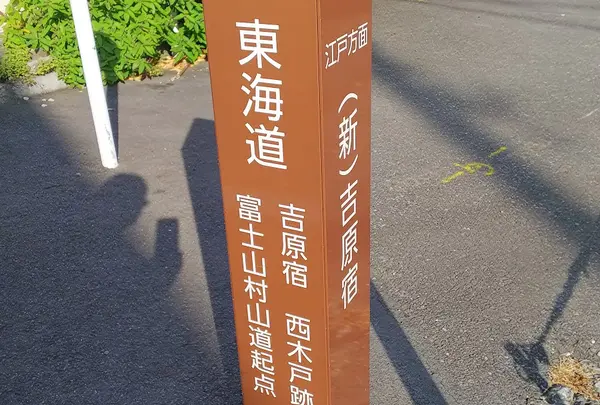 東海道
吉原宿 西木戸跡
富士山村山道起点
江戸方面
(新)吉原宿